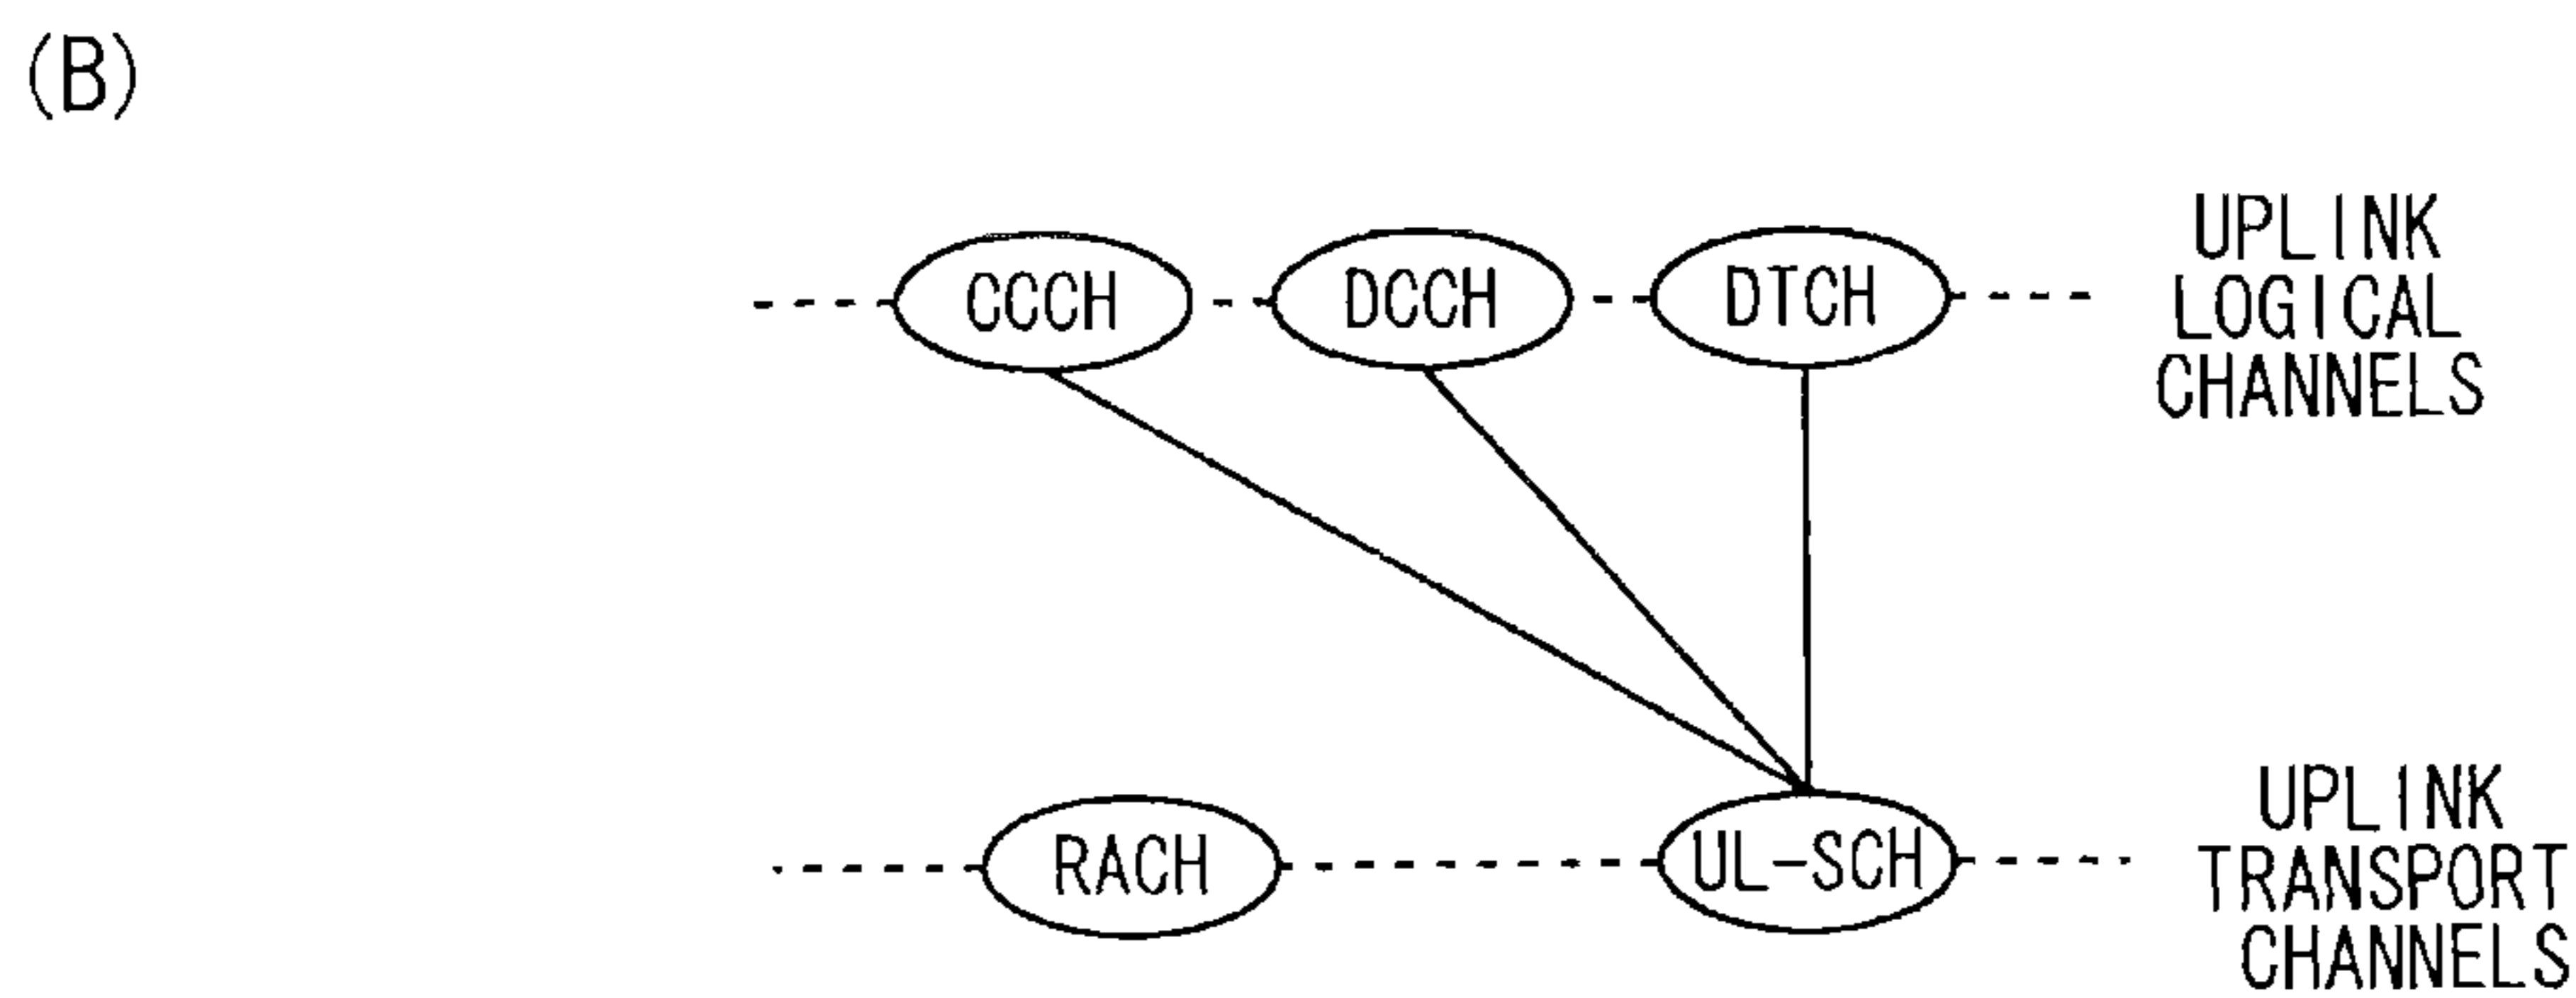 (B)
UPLINK
LOGICAL
CHANNELS
CCCH
DCCH
DTCH
RACH
UL-SCH
UPLINK
TRANSPORT
CHANNELS